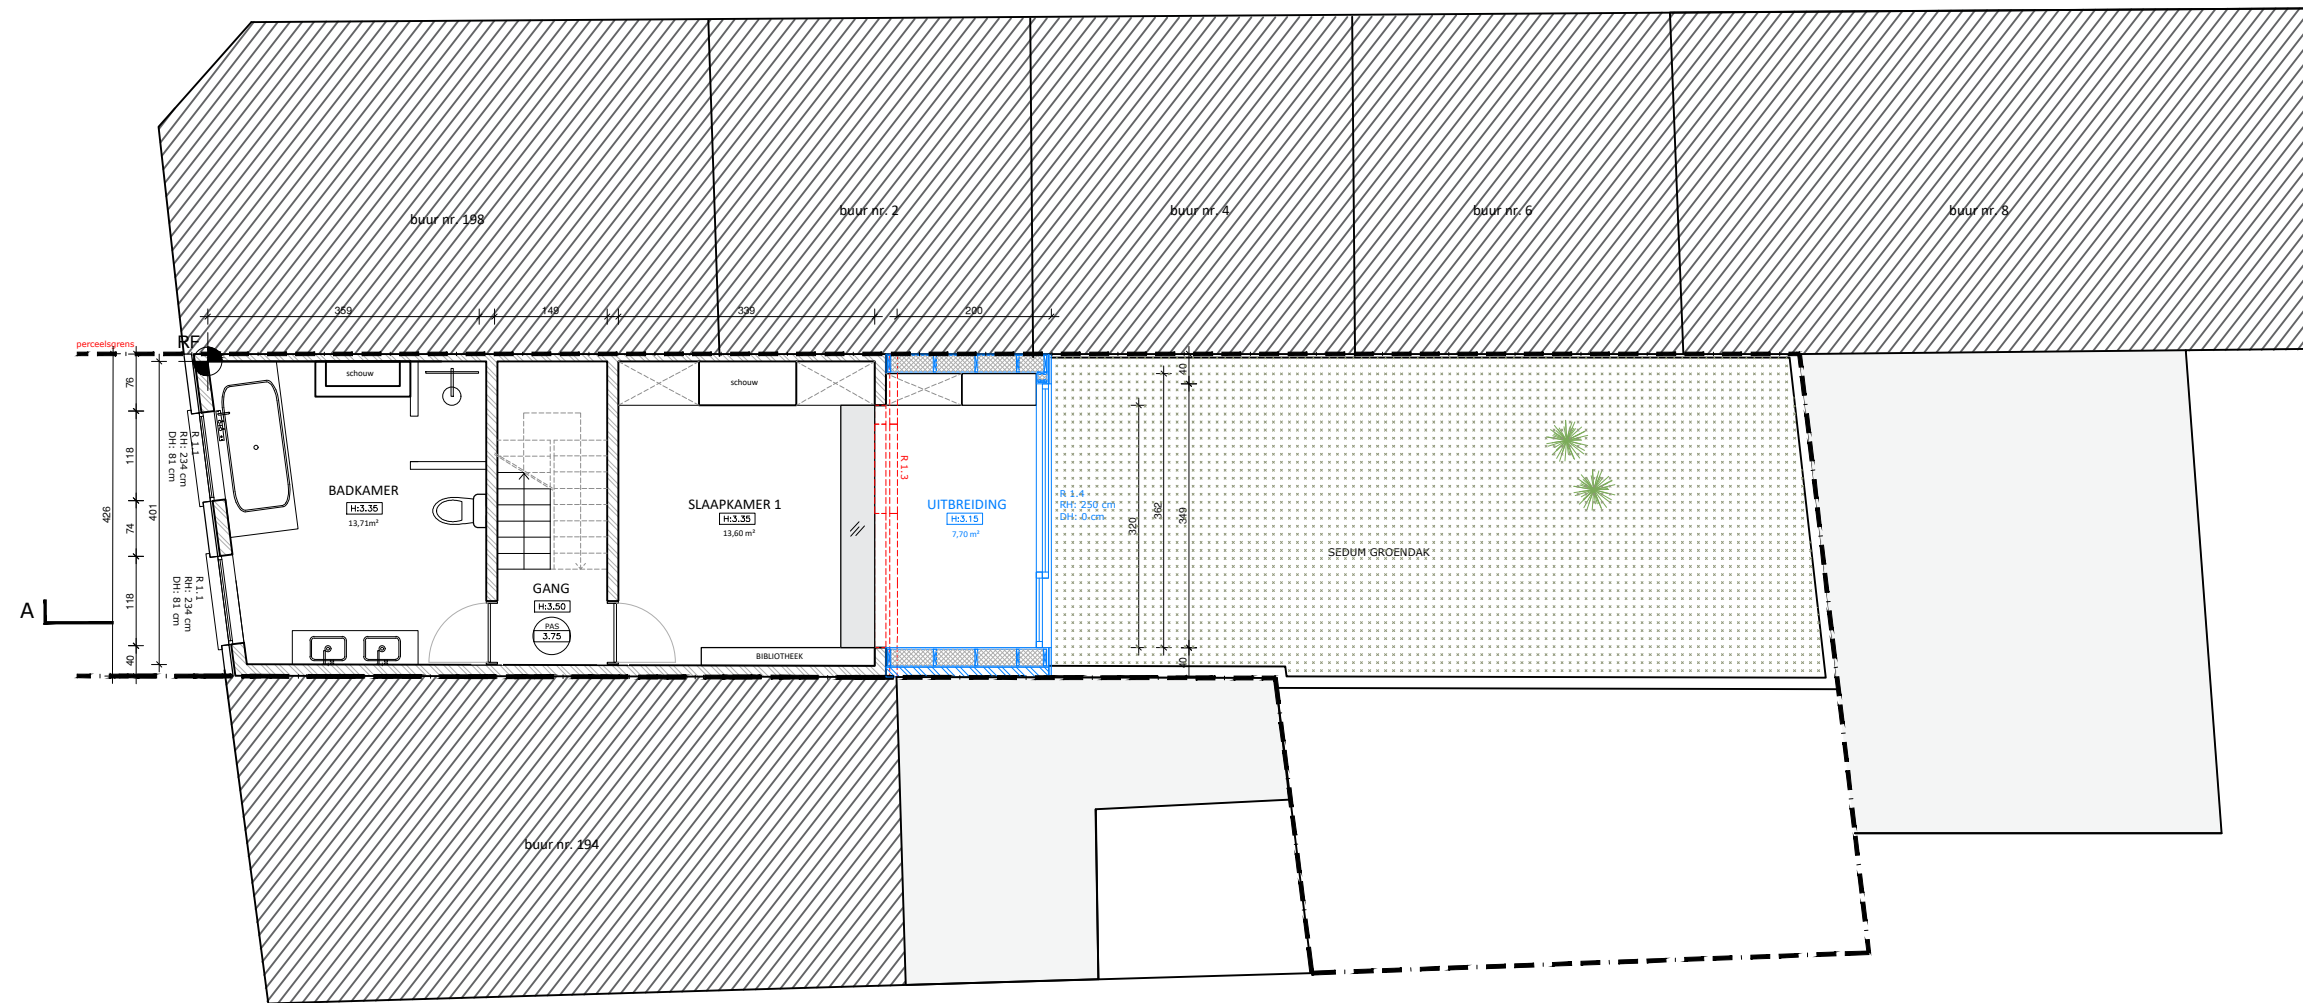 buur nr. 198
buur nr. 2
buur nr. 4
buur nr. 6
buur nr. 8
359
149
339
200
perceelsgrens
RF
schouw
schouw
76
118
74
118
40
426
401
R 1.1
RH: 234 cm
DH: 81 cm
R 1.1
RH: 234 cm
DH: 81 cm
BADKAMER
H:3.35
13,71m²
GANG
H:3.50
PAS
3.75
SLAAPKAMER 1
H:3.35
13,60 m²
BIBLIOTHEEK
R 1.3
UITBREIDING
H:3.15
7,70 m²
R 1.4
RH: 250 cm
DH: 0 cm
320
362
349
40
40
SEDUM GROENDAK
A
buur nr. 194